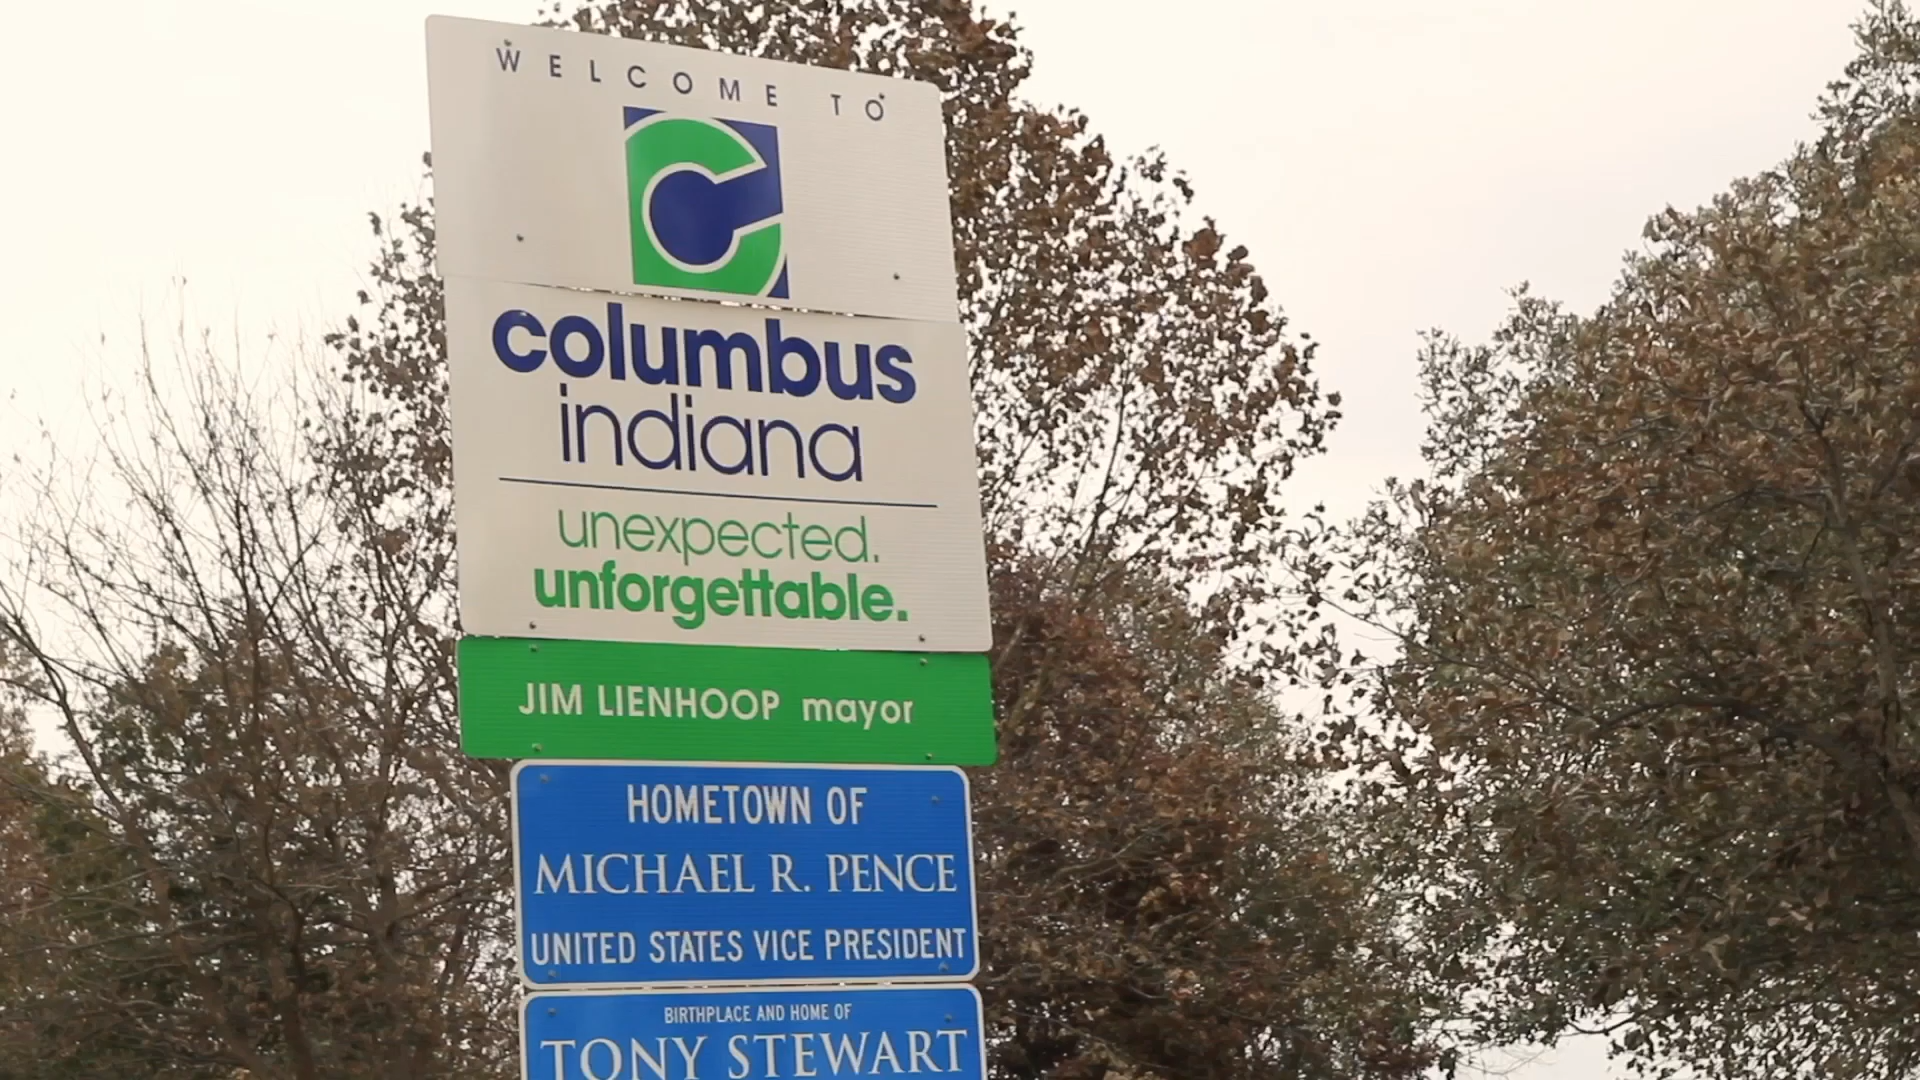 WELCOME TO
columbus
indiana
unexpected.
unforgettable.
JIM LIENHOOP mayor
HOMETOWN OF
MICHAEL R. PENCE
UNITED STATES VICE PRESIDENT
BIRTHPLACE AND HOME OF
TONY STEWART